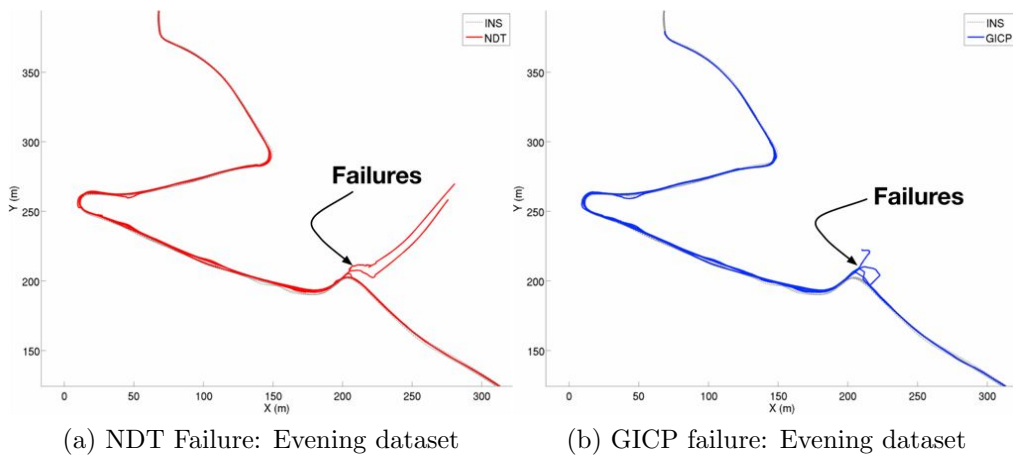 INS
NDT
350
300
250
200
150
Y (m)
Failures
0
50
100
150
200
250
300
X (m)
(a) NDT Failure: Evening dataset
INS
GICP
350
300
250
200
150
Y (m)
Failures
0
50
100
150
200
250
300
X (m)
(b) GICP failure: Evening dataset